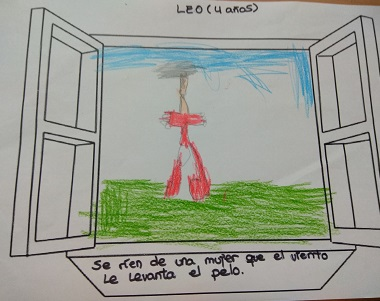 LEO (4 años)
Se ríen de una mujer que el viento
le levanta el pelo.